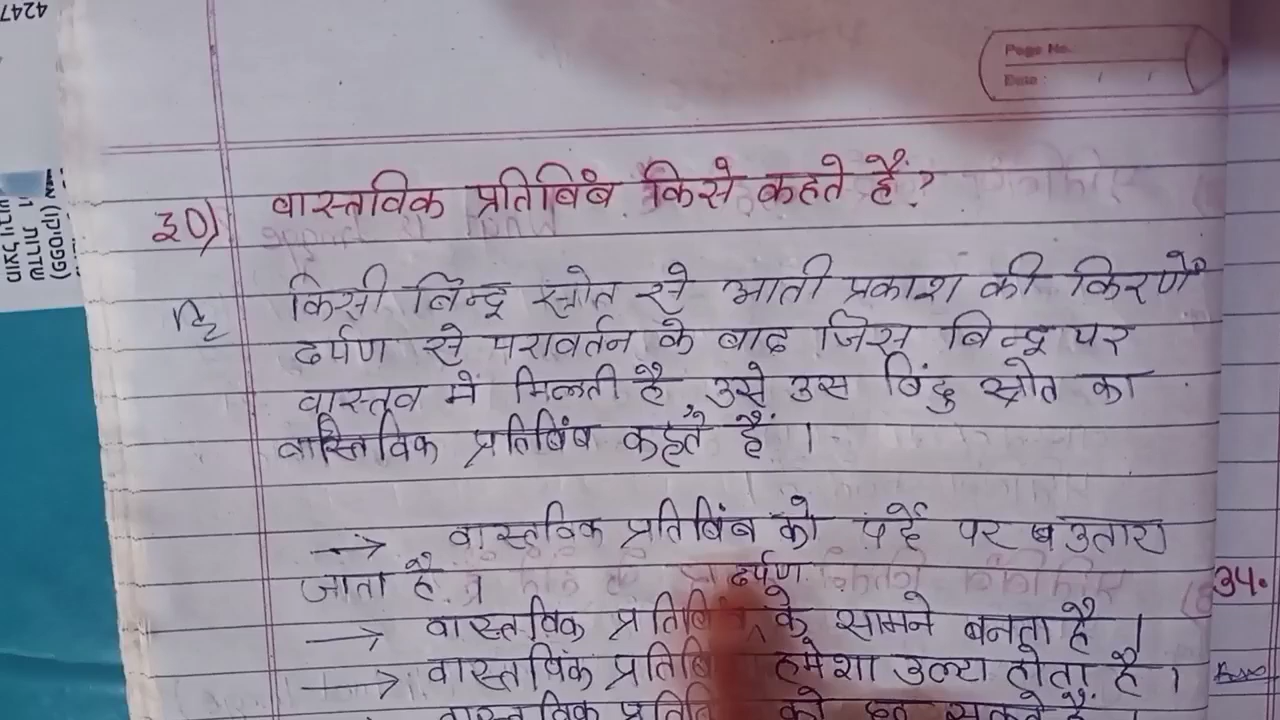 4247
Page No.
Date :
30) वास्तविक प्रतिबिंब किसे कहते हैं?
किसी बिन्दू स्रोत से आती प्रकाश की किरणें
दर्पण से परावर्तन के बाद जिस बिन्दू पर
वास्तव में मिलती है, उसे उस बिंदु स्रोत का
वास्तिविक प्रतिबिंब कहते हैं ।
→ वास्तविक प्रतिबिंब को पर्दे पर उतारा
जाता है
दर्पण
→ वास्तविक प्रतिबिं के सामने बनता है ।
→ वास्तविक प्रतिबि हमेशा उल्टा होता है ।
वास्तविक प्रतिबि को
34.